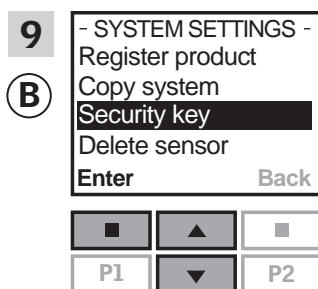 9
B
- SYSTEM SETTINGS -
Register product
Copy system
Security key
Delete sensor
Enter Back
P1 P2